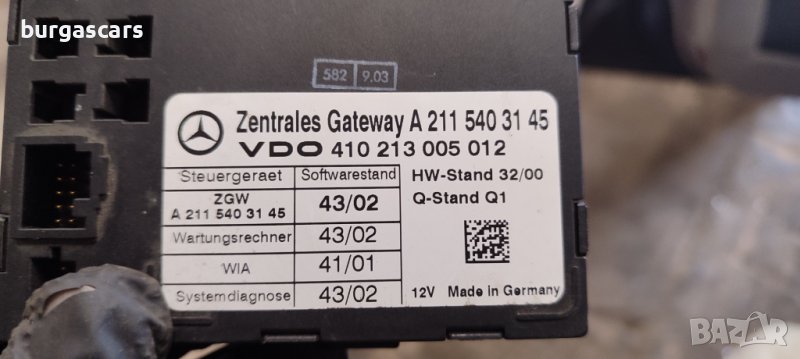 burgascars
582 9.03
Zentrales Gateway A 211 540 31 45
VDO 410 213 005 012
Steuergeraet Softwarestand
HW-Stand 32/00
ZGW
A 211 540 31 45
43/02
Q-Stand Q1
Wartungsrechner 43/02
WIA 41/01
Systemdiagnose 43/02
12V Made in Germany
BAZAR
bg